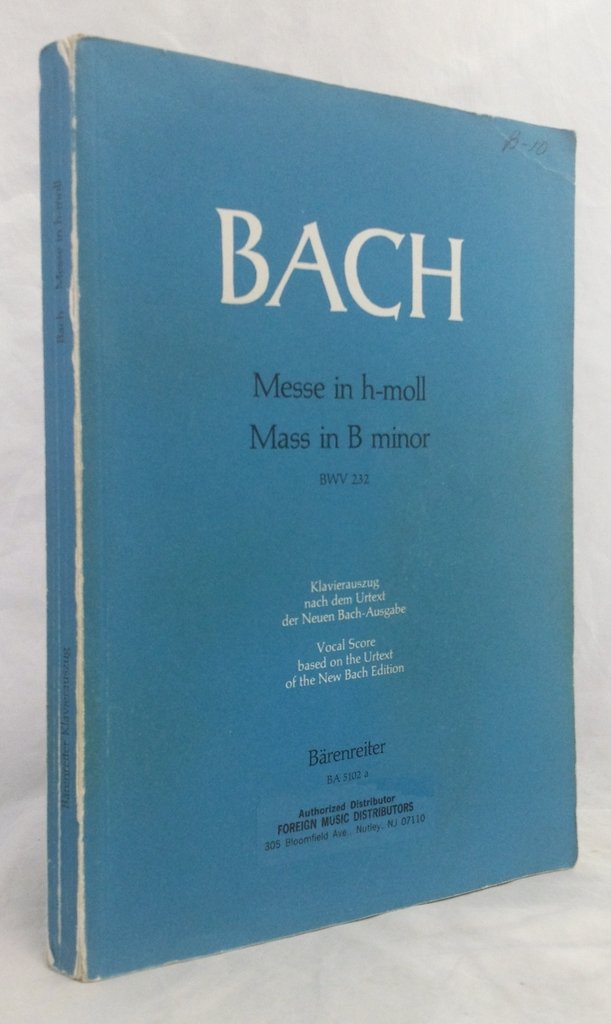 B-10
BACH
Messe in h-moll
Mass in B minor
BWV 232
Klavierauszug
nach dem Urtext
der Neuen Bach-Ausgabe
Vocal Score
based on the Urtext
of the New Bach Edition
Bärenreiter
BA 5102 a
Authorized Distributor
FOREIGN MUSIC DISTRIBUTORS
305 Bloomfield Ave., Nutley, NJ 07110
Bach Messe in h-moll
Bärenreiter Klavierauszug